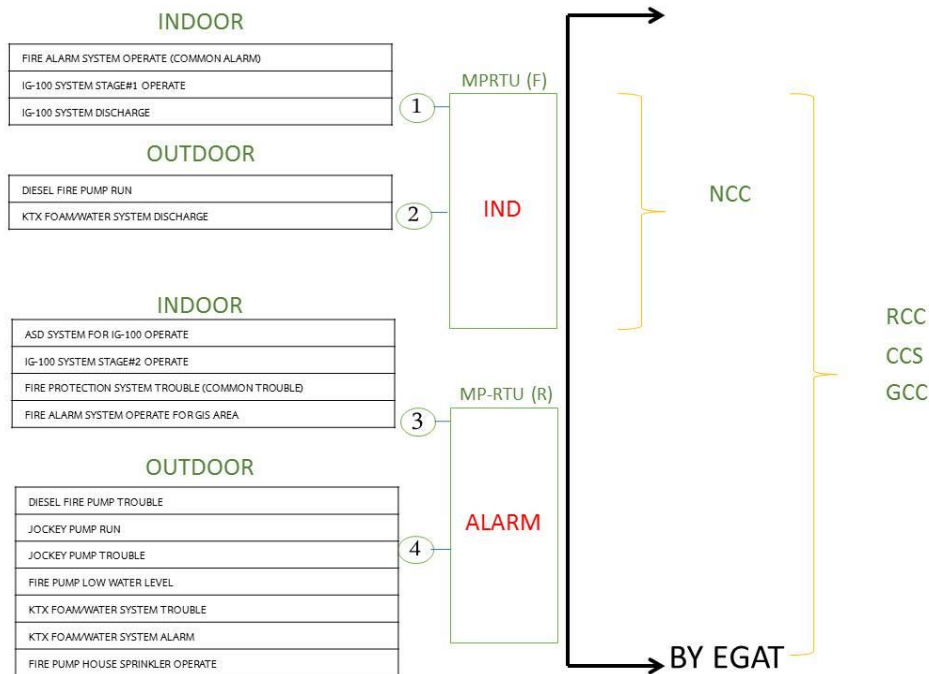 INDOOR
FIRE ALARM SYSTEM OPERATE (COMMON ALARM)
IG-100 SYSTEM STAGE#1 OPERATE
IG-100 SYSTEM DISCHARGE
OUTDOOR
DIESEL FIRE PUMP RUN
KTX FOAM/WATER SYSTEM DISCHARGE
1
2
MPRTU (F)
IND
NCC
INDOOR
ASD SYSTEM FOR IG-100 OPERATE
IG-100 SYSTEM STAGE#2 OPERATE
FIRE PROTECTION SYSTEM TROUBLE (COMMON TROUBLE)
FIRE ALARM SYSTEM OPERATE FOR GIS AREA
OUTDOOR
DIESEL FIRE PUMP TROUBLE
JOCKEY PUMP RUN
JOCKEY PUMP TROUBLE
FIRE PUMP LOW WATER LEVEL
KTX FOAM/WATER SYSTEM TROUBLE
KTX FOAM/WATER SYSTEM ALARM
FIRE PUMP HOUSE SPRINKLER OPERATE
3
4
MP-RTU (R)
ALARM
RCC
CCS
GCC
BY EGAT